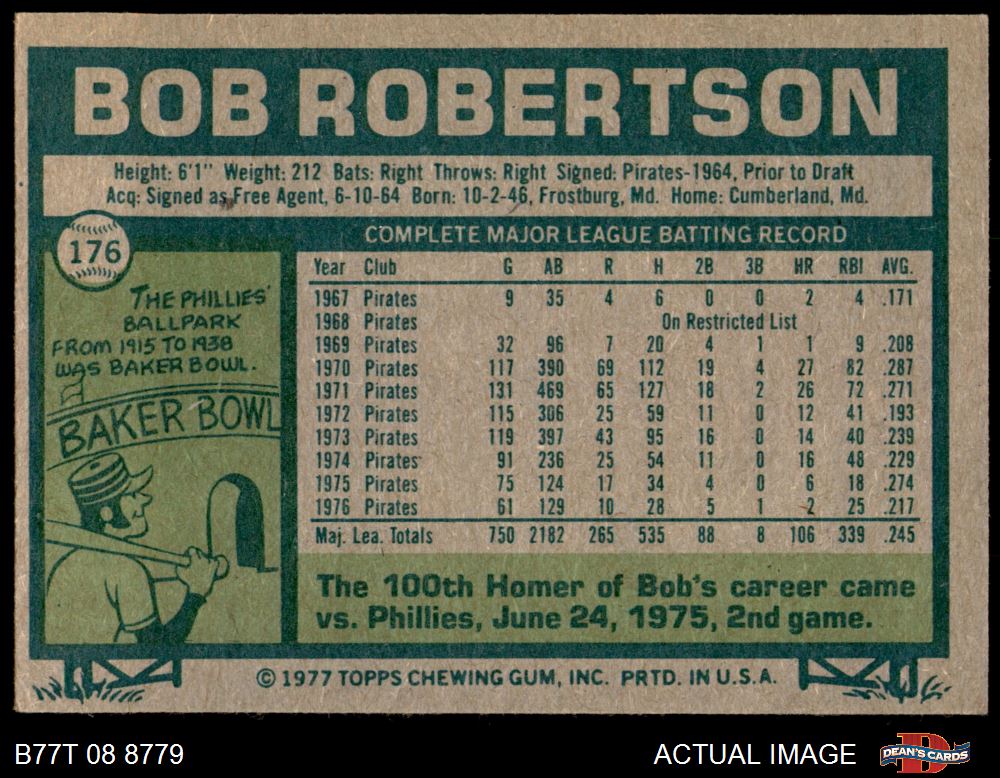 BOB ROBERTSON
Height: 6'1" Weight: 212 Bats: Right Throws: Right Signed: Pirates-1964, Prior to Draft
Acq: Signed as Free Agent, 6-10-64 Born: 10-2-46, Frostburg, Md. Home: Cumberland, Md.
176
THE PHILLIES'
BALLPARK
FROM 1915 TO 1938
WAS BAKER BOWL.
BAKER BOWL
COMPLETE MAJOR LEAGUE BATTING RECORD
Year Club G AB R H 2B 3B HR RBI AVG.
1967 Pirates 9 35 4 6 0 0 2 4 .171
1968 Pirates On Restricted List
1969 Pirates 32 96 7 20 4 1 1 9 .208
1970 Pirates 117 390 69 112 19 4 27 82 .287
1971 Pirates 131 469 65 127 18 2 26 72 .271
1972 Pirates 115 306 25 59 11 0 12 41 .193
1973 Pirates 119 397 43 95 16 0 14 40 .239
1974 Pirates 91 236 25 54 11 0 16 48 .229
1975 Pirates 75 124 17 34 4 0 6 18 .274
1976 Pirates 61 129 10 28 5 1 2 25 .217
Maj. Lea. Totals 750 2182 265 535 88 8 106 339 .245
The 100th Homer of Bob's career came
vs. Phillies, June 24, 1975, 2nd game.
© 1977 TOPPS CHEWING GUM, INC. PRTD. IN U.S.A.
B77T 08 8779
ACTUAL IMAGE
DEAN'S CARDS